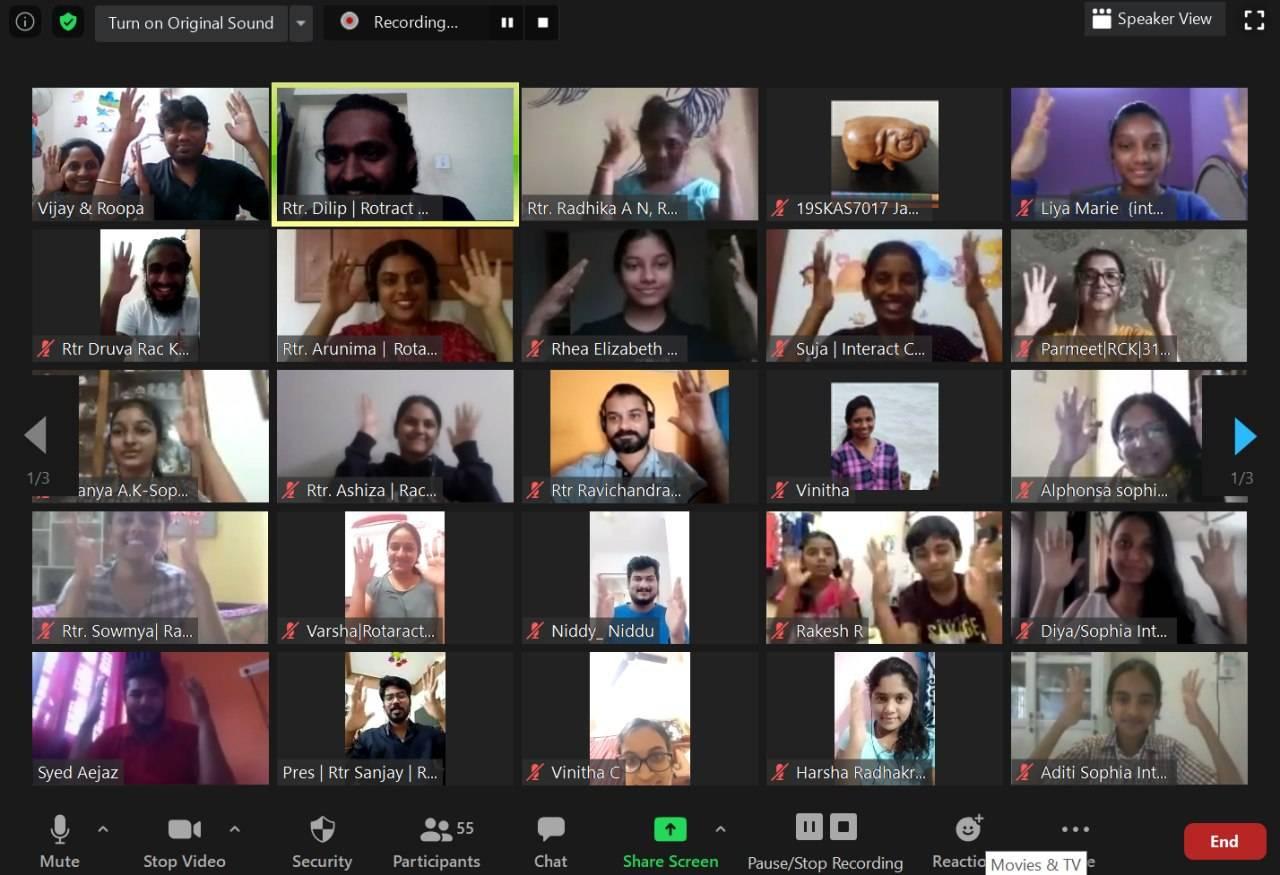 Turn on Original Sound
Recording...
Speaker View
Vijay & Roopa
Rtr. Dilip | Rotract ...
Rtr. Radhika A N, R...
19SKAS7017 Ja...
Liya Marie {int...
Rtr Druva Rac K...
Rtr. Arunima | Rota...
Rhea Elizabeth ...
Suja | Interact C...
Parmeet|RCK|31...
anya A.K-Sop...
Rtr. Ashiza | Rac...
Rtr Ravichandra...
Vinitha
Alphonsa sophi...
1/3
1/3
Rtr. Sowmya| Ra...
Varsha|Rotaract...
Niddy_ Niddu
Rakesh R
SAVAGE
Diya/Sophia Int...
Syed Aejaz
Pres | Rtr Sanjay | R...
Vinitha C
Harsha Radhakr...
Aditi Sophia Int...
55
Mute
Stop Video
Security
Participants
Chat
Share Screen
Pause/Stop Recording
Reactio
Movies & TV
e
End